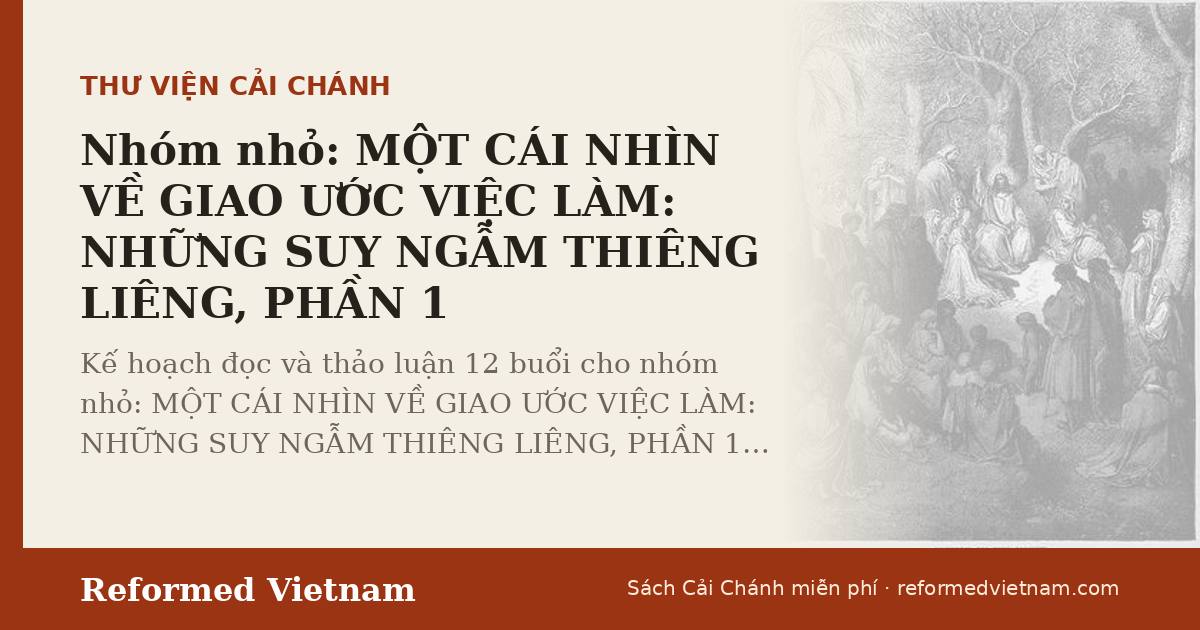 THƯ VIỆN CẢI CHÁNH
Nhóm nhỏ: MỘT CÁI NHÌN
VỀ GIAO ƯỚC VIỆC LÀM:
NHỮNG SUY NGẪM THIÊNG
LIÊNG, PHẦN 1
Kế hoạch đọc và thảo luận 12 buổi cho nhóm
nhỏ: MỘT CÁI NHÌN VỀ GIAO ƯỚC VIỆC LÀM:
NHỮNG SUY NGẪM THIÊNG LIÊNG, PHẦN 1...
Reformed Vietnam
Sách Cải Chánh miễn phí · reformedvietnam.com